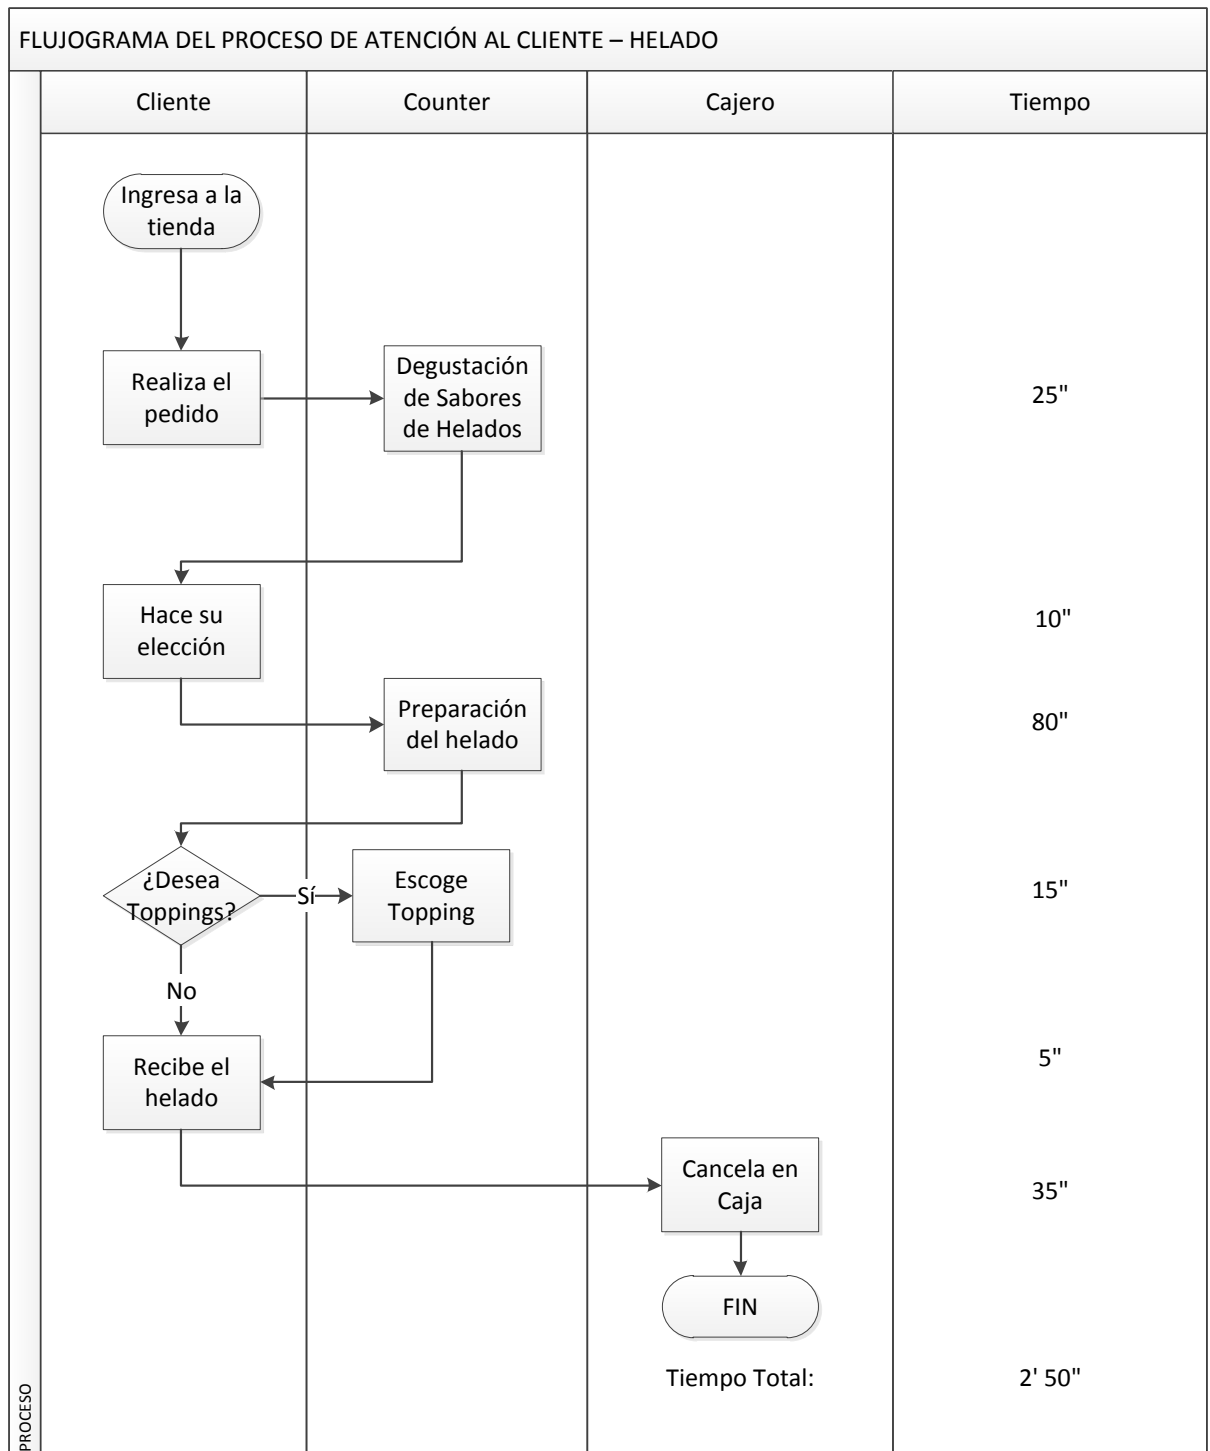 FLUJOGRAMA DEL PROCESO DE ATENCIÓN AL CLIENTE – HELADO
Cliente
Counter
Cajero
Tiempo
Ingresa a la
tienda
Realiza el
pedido
Degustación
de Sabores
de Helados
25"
Hace su
elección
10"
Preparación
del helado
80"
¿Desea
Toppings?
Sí
Escoge
Topping
15"
No
Recibe el
helado
5"
Cancela en
Caja
35"
FIN
Tiempo Total:
2' 50"
PROCESO